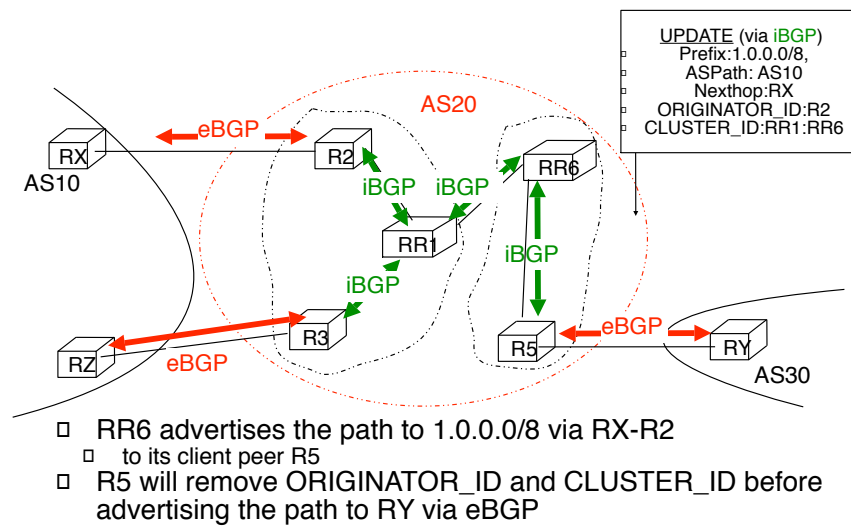 UPDATE (via iBGP)
Prefix:1.0.0.0/8,
ASPath: AS10
Nexthop:RX
ORIGINATOR_ID:R2
CLUSTER_ID:RR1:RR6
AS20
eBGP
RX
R2
RR6
AS10
iBGP
iBGP
RR1
iBGP
iBGP
R3
R5
eBGP
RY
RZ
eBGP
AS30
RR6 advertises the path to 1.0.0.0/8 via RX-R2
to its client peer R5
R5 will remove ORIGINATOR_ID and CLUSTER_ID before
advertising the path to RY via eBGP